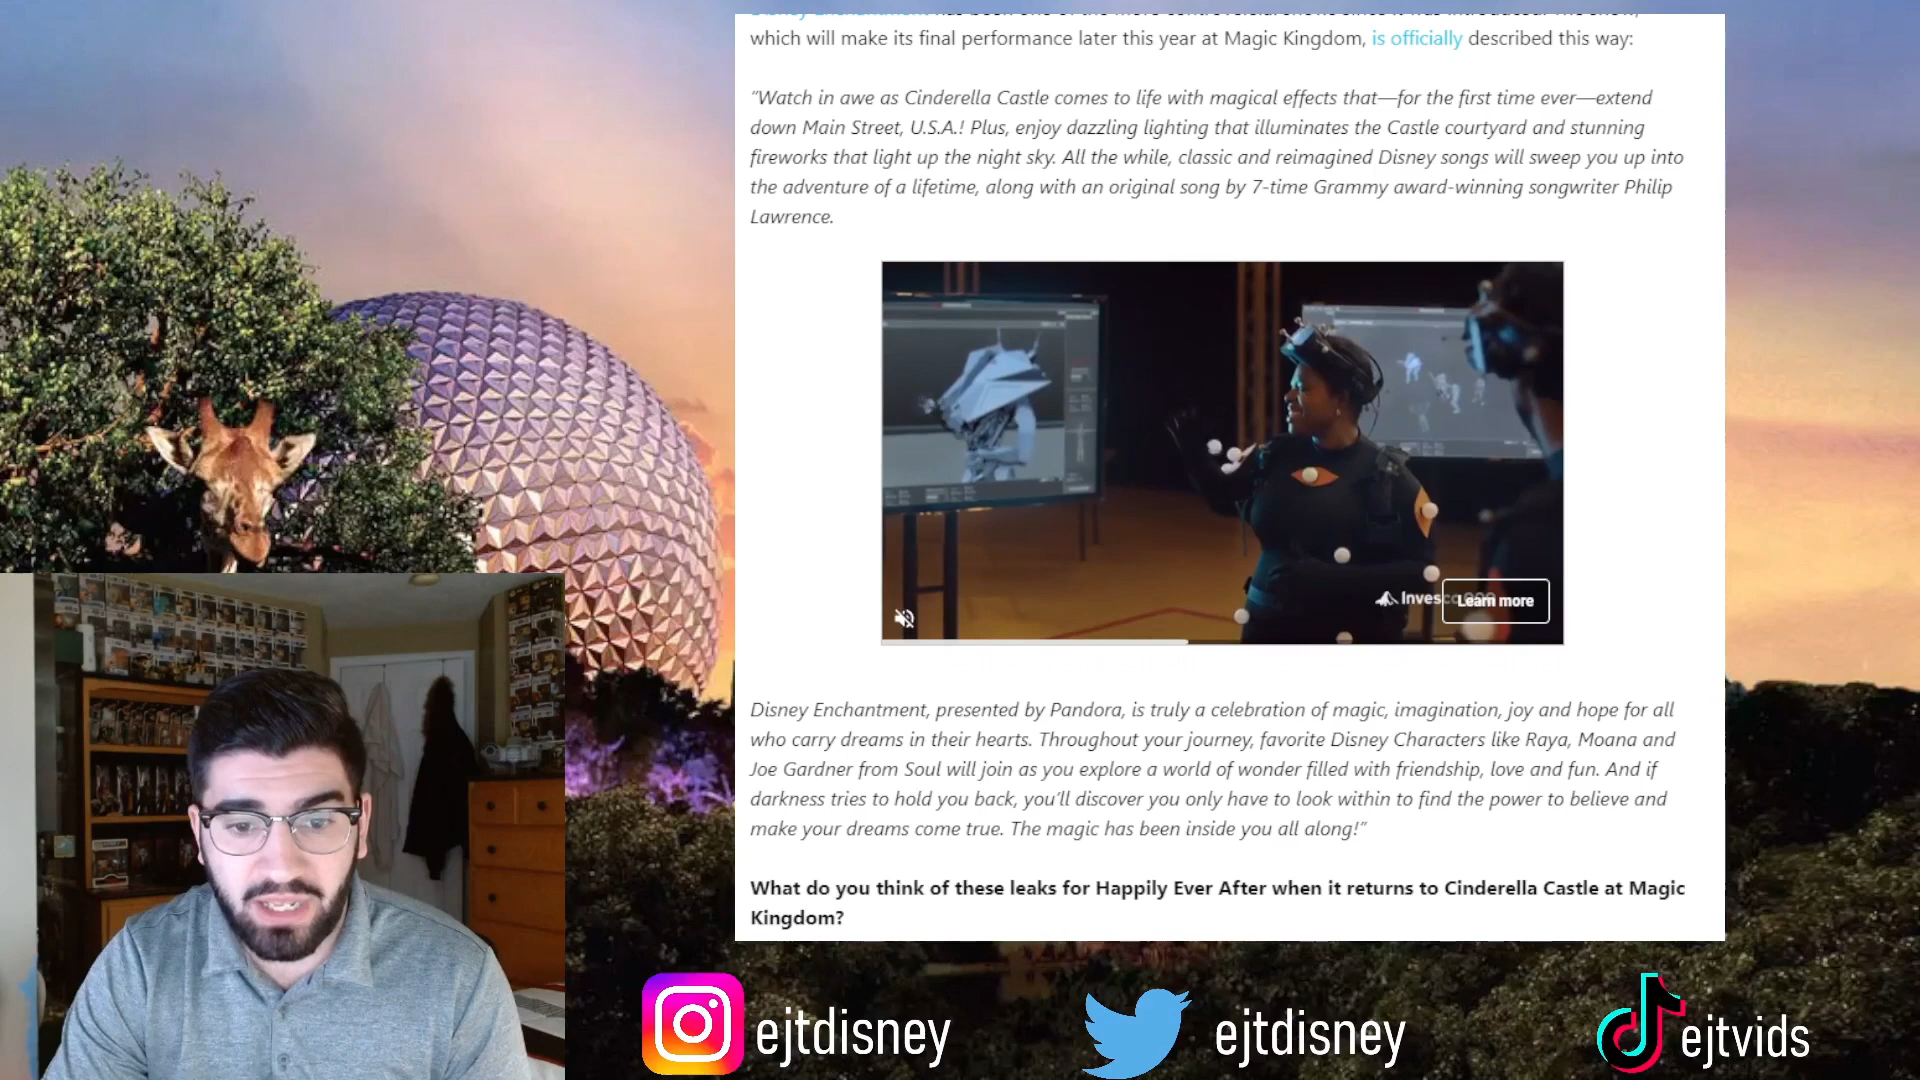 which will make its final performance later this year at Magic Kingdom, is officially described this way:
“Watch in awe as Cinderella Castle comes to life with magical effects that—for the first time ever—extend
down Main Street, U.S.A.! Plus, enjoy dazzling lighting that illuminates the Castle courtyard and stunning
fireworks that light up the night sky. All the while, classic and reimagined Disney songs will sweep you up into
the adventure of a lifetime, along with an original song by 7-time Grammy award-winning songwriter Philip
Lawrence.
Invesco QQQ
Learn more
Disney Enchantment, presented by Pandora, is truly a celebration of magic, imagination, joy and hope for all
who carry dreams in their hearts. Throughout your journey, favorite Disney Characters like Raya, Moana and
Joe Gardner from Soul will join as you explore a world of wonder filled with friendship, love and fun. And if
darkness tries to hold you back, you’ll discover you only have to look within to find the power to believe and
make your dreams come true. The magic has been inside you all along!”
What do you think of these leaks for Happily Ever After when it returns to Cinderella Castle at Magic
Kingdom?
ejtdisney
ejtdisney
ejtvids